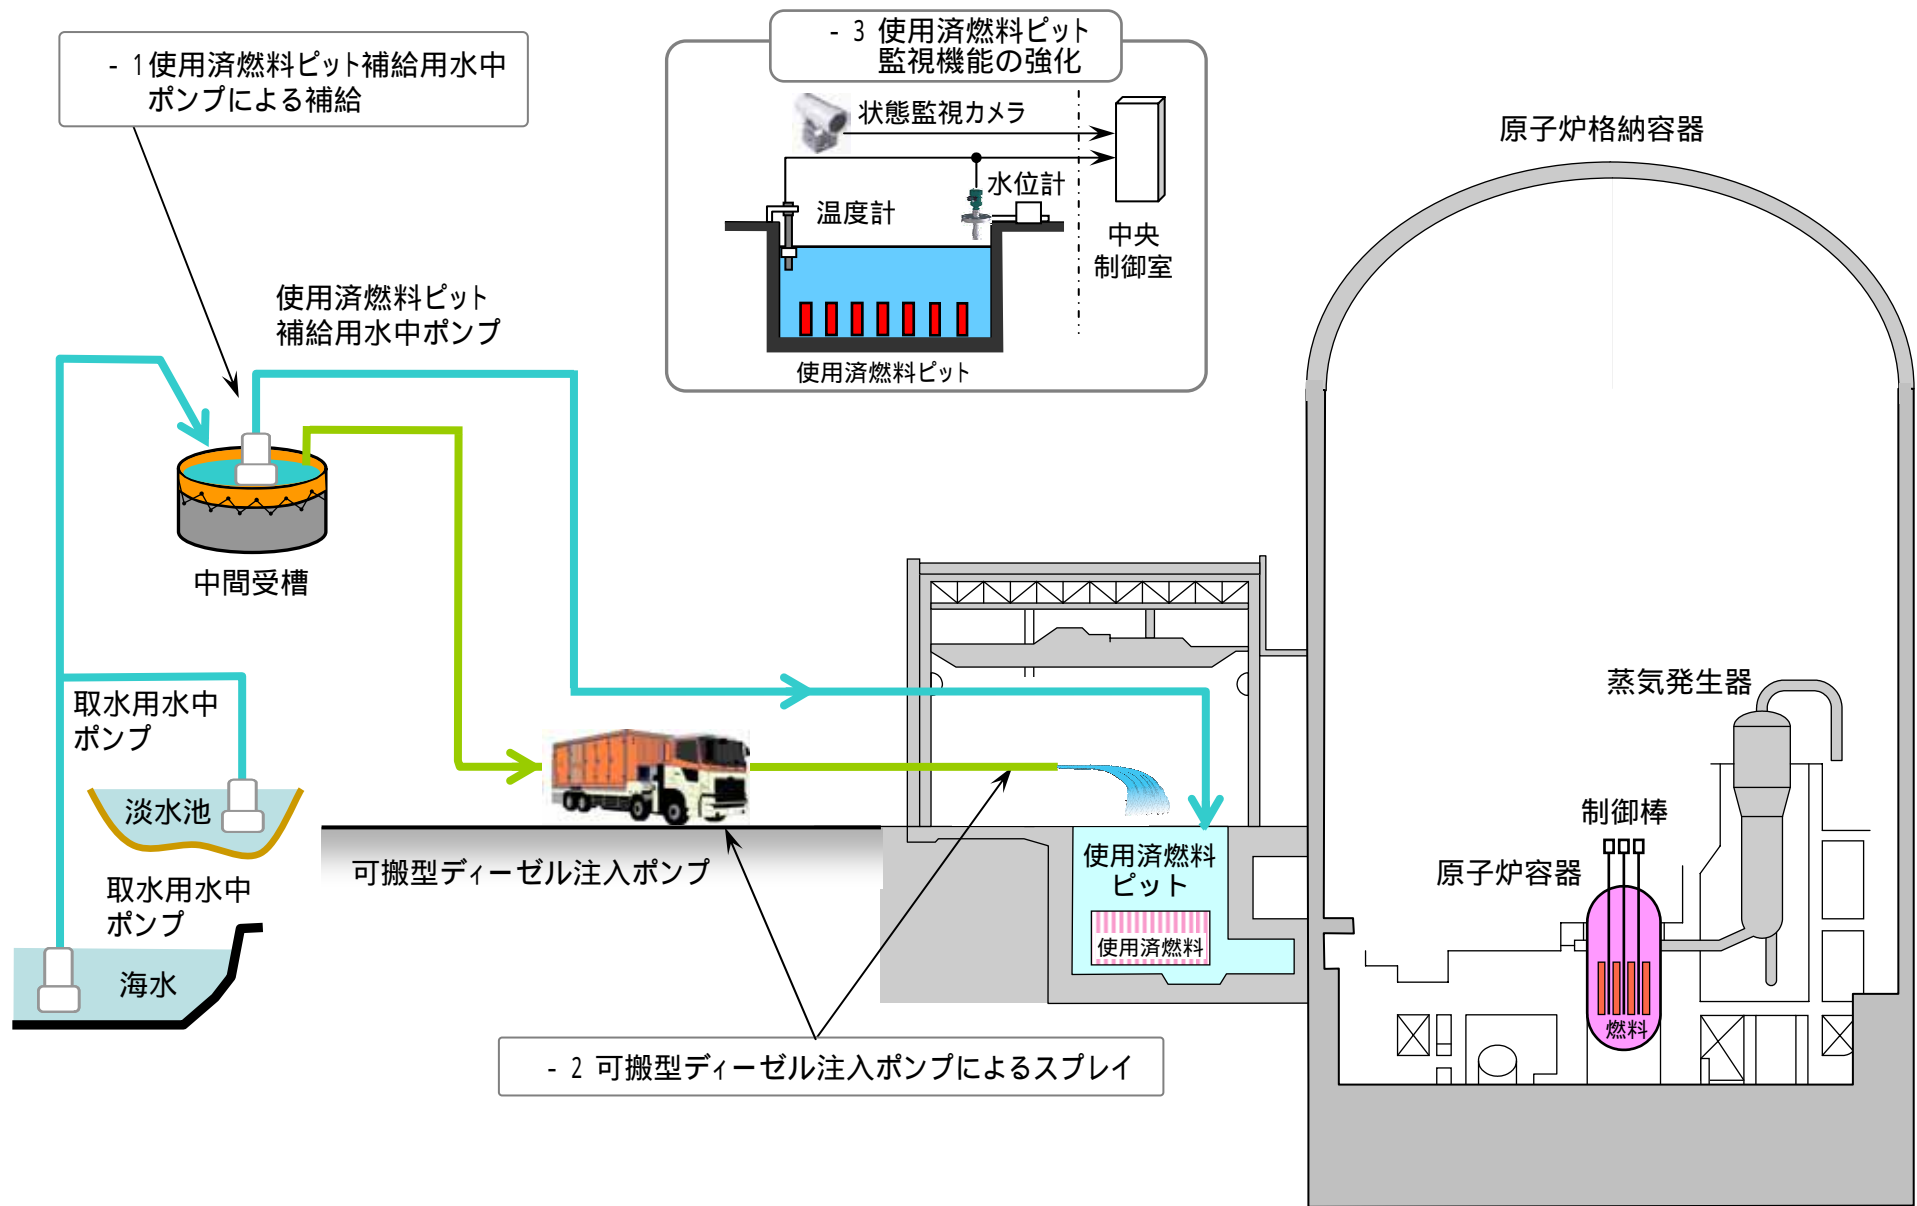 - 1使用済燃料ピット補給用水中
ポンプによる補給
- 3 使用済燃料ピット
監視機能の強化
状態監視カメラ
水位計
温度計
中央
制御室
使用済燃料ピット
原子炉格納容器
使用済燃料ピット
補給用水中ポンプ
中間受槽
取水用水中
ポンプ
淡水池
取水用水中
ポンプ
海水
可搬型ディーゼル注入ポンプ
使用済燃料
ピット
使用済燃料
蒸気発生器
制御棒
原子炉容器
燃料
- 2 可搬型ディーゼル注入ポンプによるスプレイ